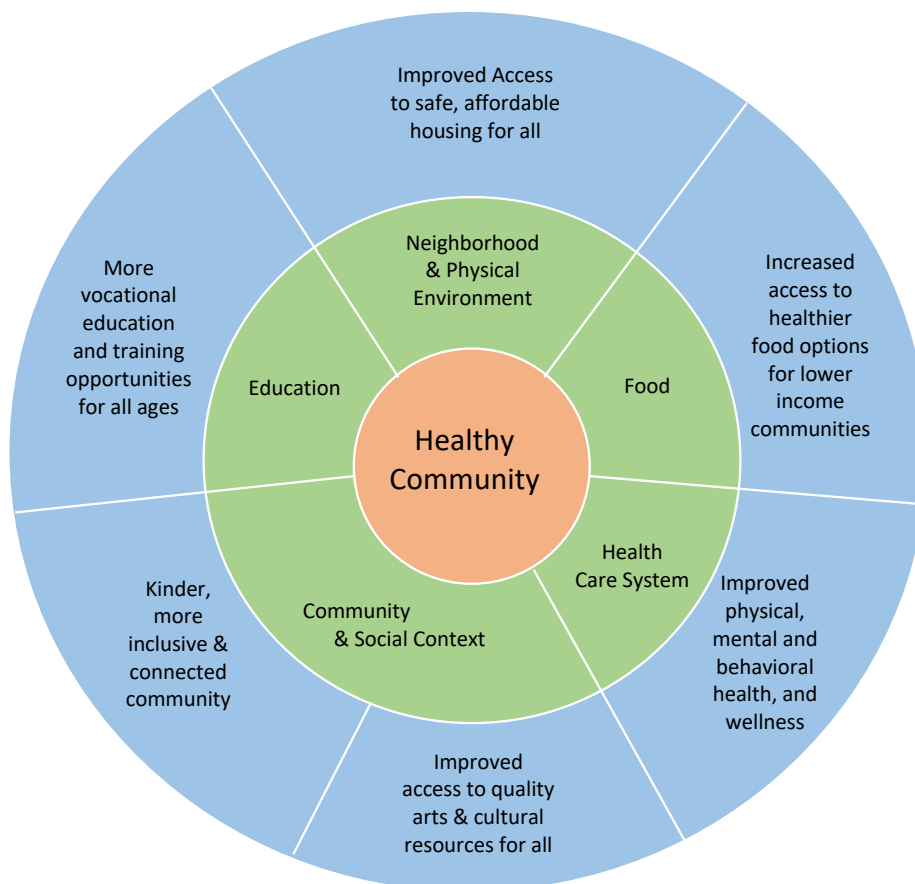 Improved Access
to safe, affordable
housing for all
Neighborhood
& Physical
Environment
More
vocational
education
and training
opportunities
for all ages
Increased
access to
healthier
food options
for lower
income
communities
Education
Food
Healthy
Community
Health
Care System
Community
& Social Context
Kinder,
more
inclusive &
connected
community
Improved
physical,
mental and
behavioral
health, and
wellness
Improved
access to quality
arts & cultural
resources for all